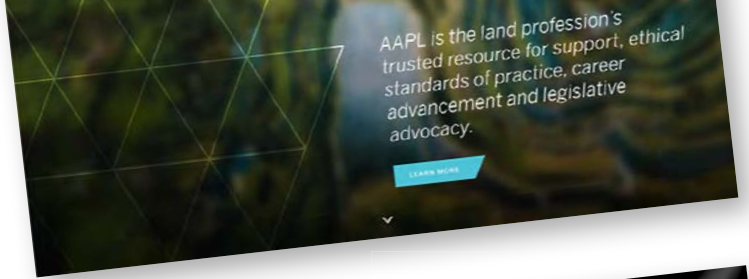 AAPL is the land profession's
trusted resource for support, ethical
standards of practice, career
advancement and legislative
advocacy.
LEARN MORE